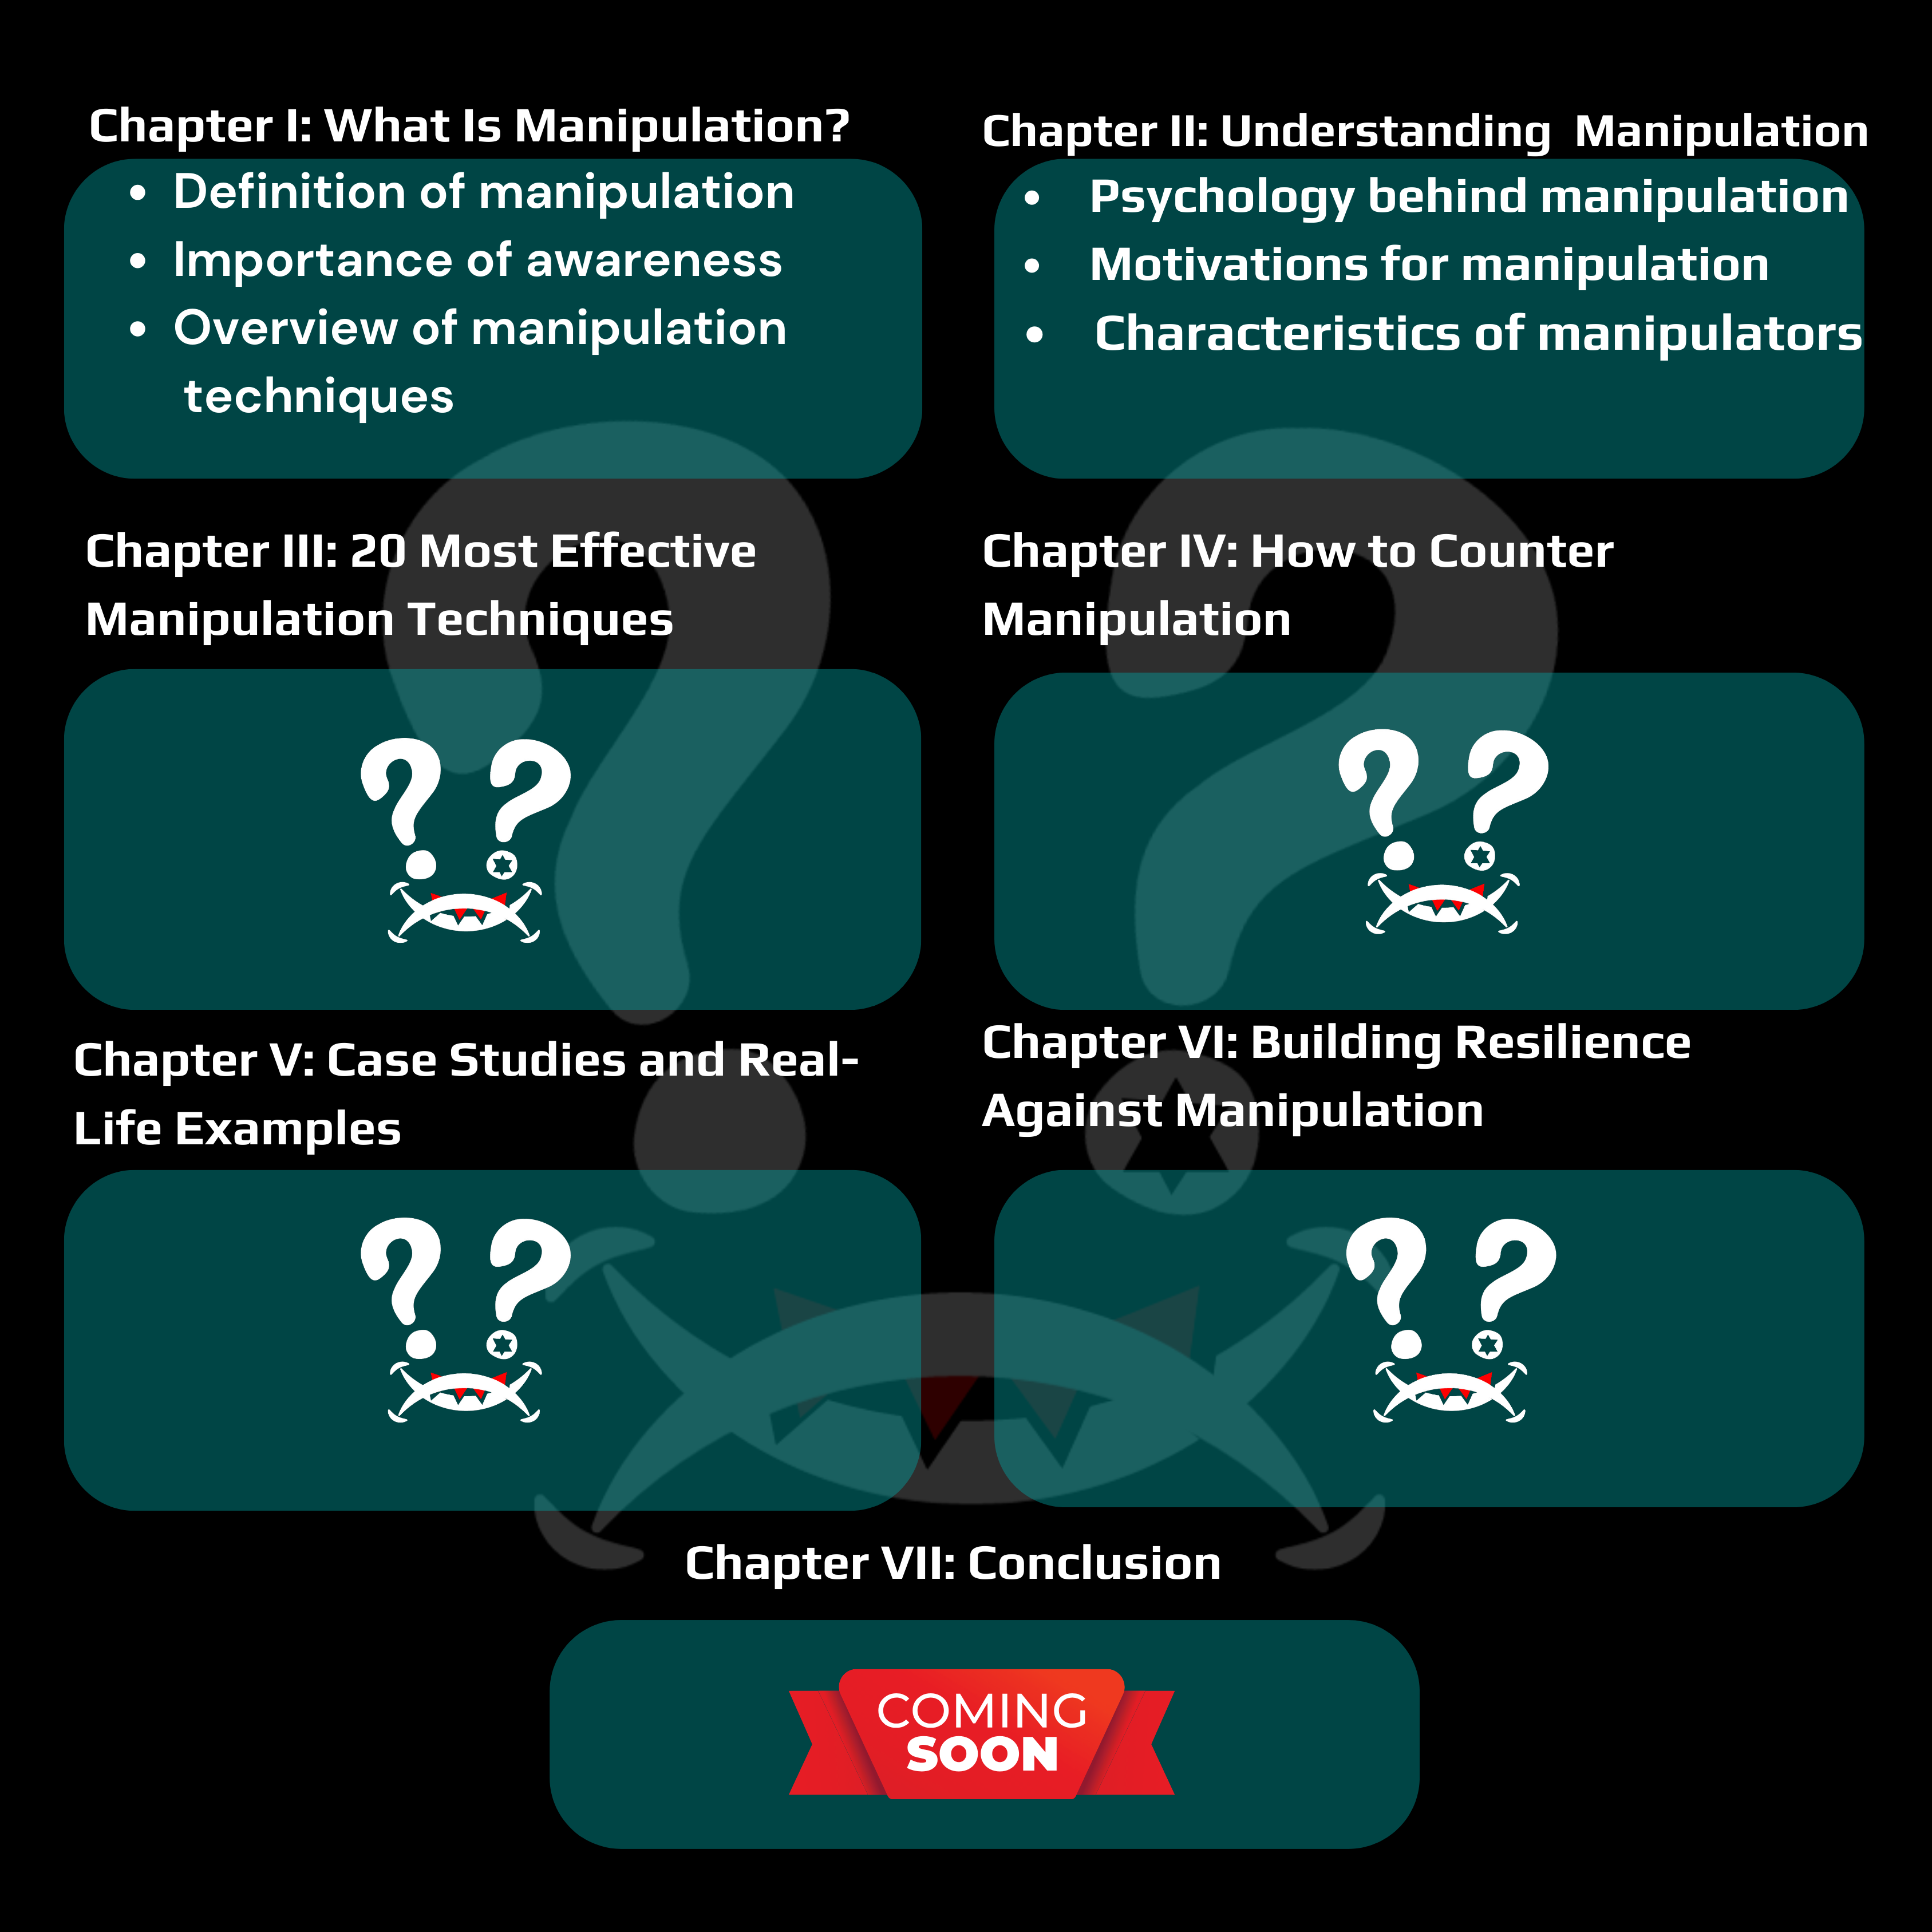 Chapter I: What Is Manipulation?
• Definition of manipulation
• Importance of awareness
• Overview of manipulation
techniques
Chapter II: Understanding  Manipulation
• Psychology behind manipulation
• Motivations for manipulation
• Characteristics of manipulators
Chapter III: 20 Most Effective
Manipulation Techniques
? ?
Chapter IV: How to Counter
Manipulation
? ?
Chapter V: Case Studies and Real-
Life Examples
? ?
Chapter VI: Building Resilience
Against Manipulation
? ?
Chapter VII: Conclusion
COMING
SOON